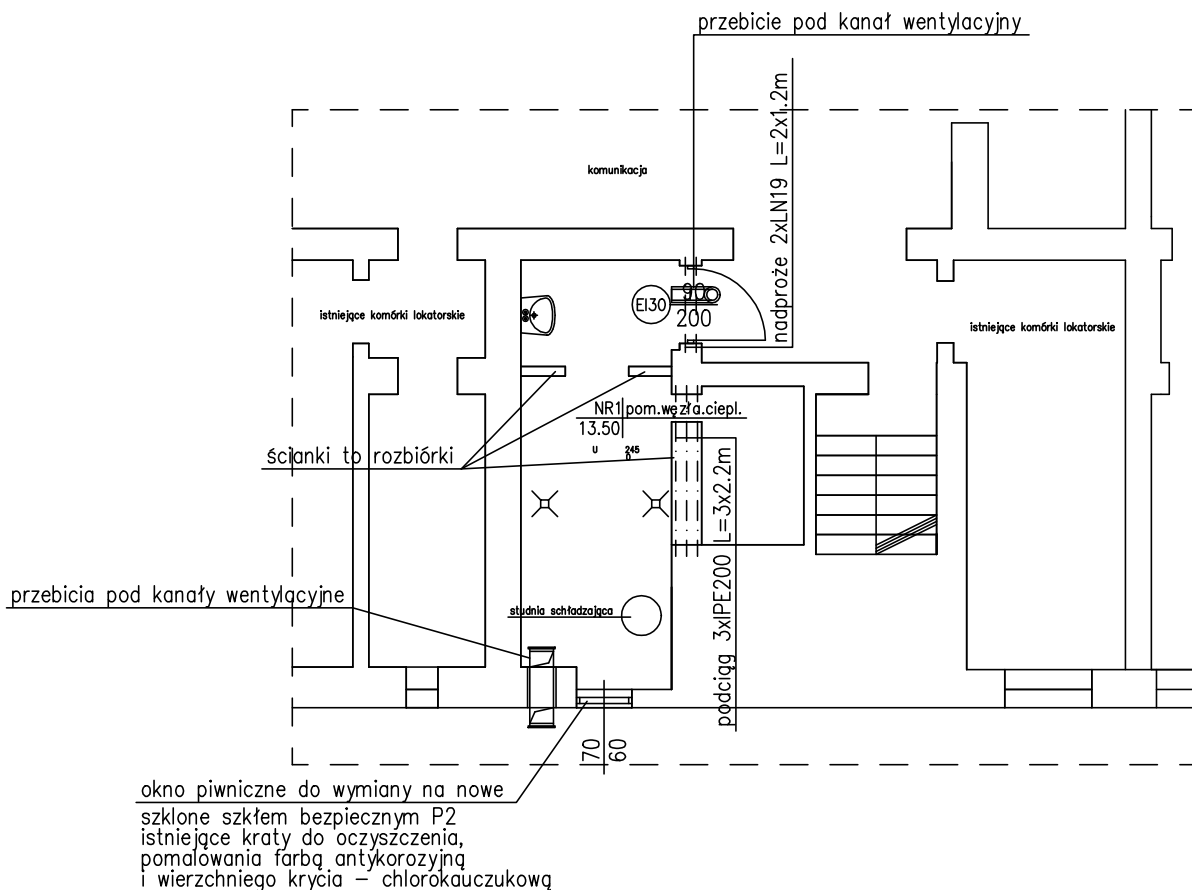 przebicie pod kanał wentylacyjny
nadproże 2xLN19 L=2x1.2m
komunikacja
istniejące komórki lokatorskie
EI30
90
200
istniejące komórki lokatorskie
NR1 pom.węzła.ciepl.
13.50
U 245
0
ścianki to rozbiórki
podciąg 3xIPE200 L=3x2.2m
przebicia pod kanały wentylacyjne
studnia schładzająca
70
60
okno piwniczne do wymiany na nowe
szklone szkłem bezpiecznym P2
istniejące kraty do oczyszczenia,
pomalowania farbą antykorozyjną
i wierzchniego krycia – chlorokauczukową